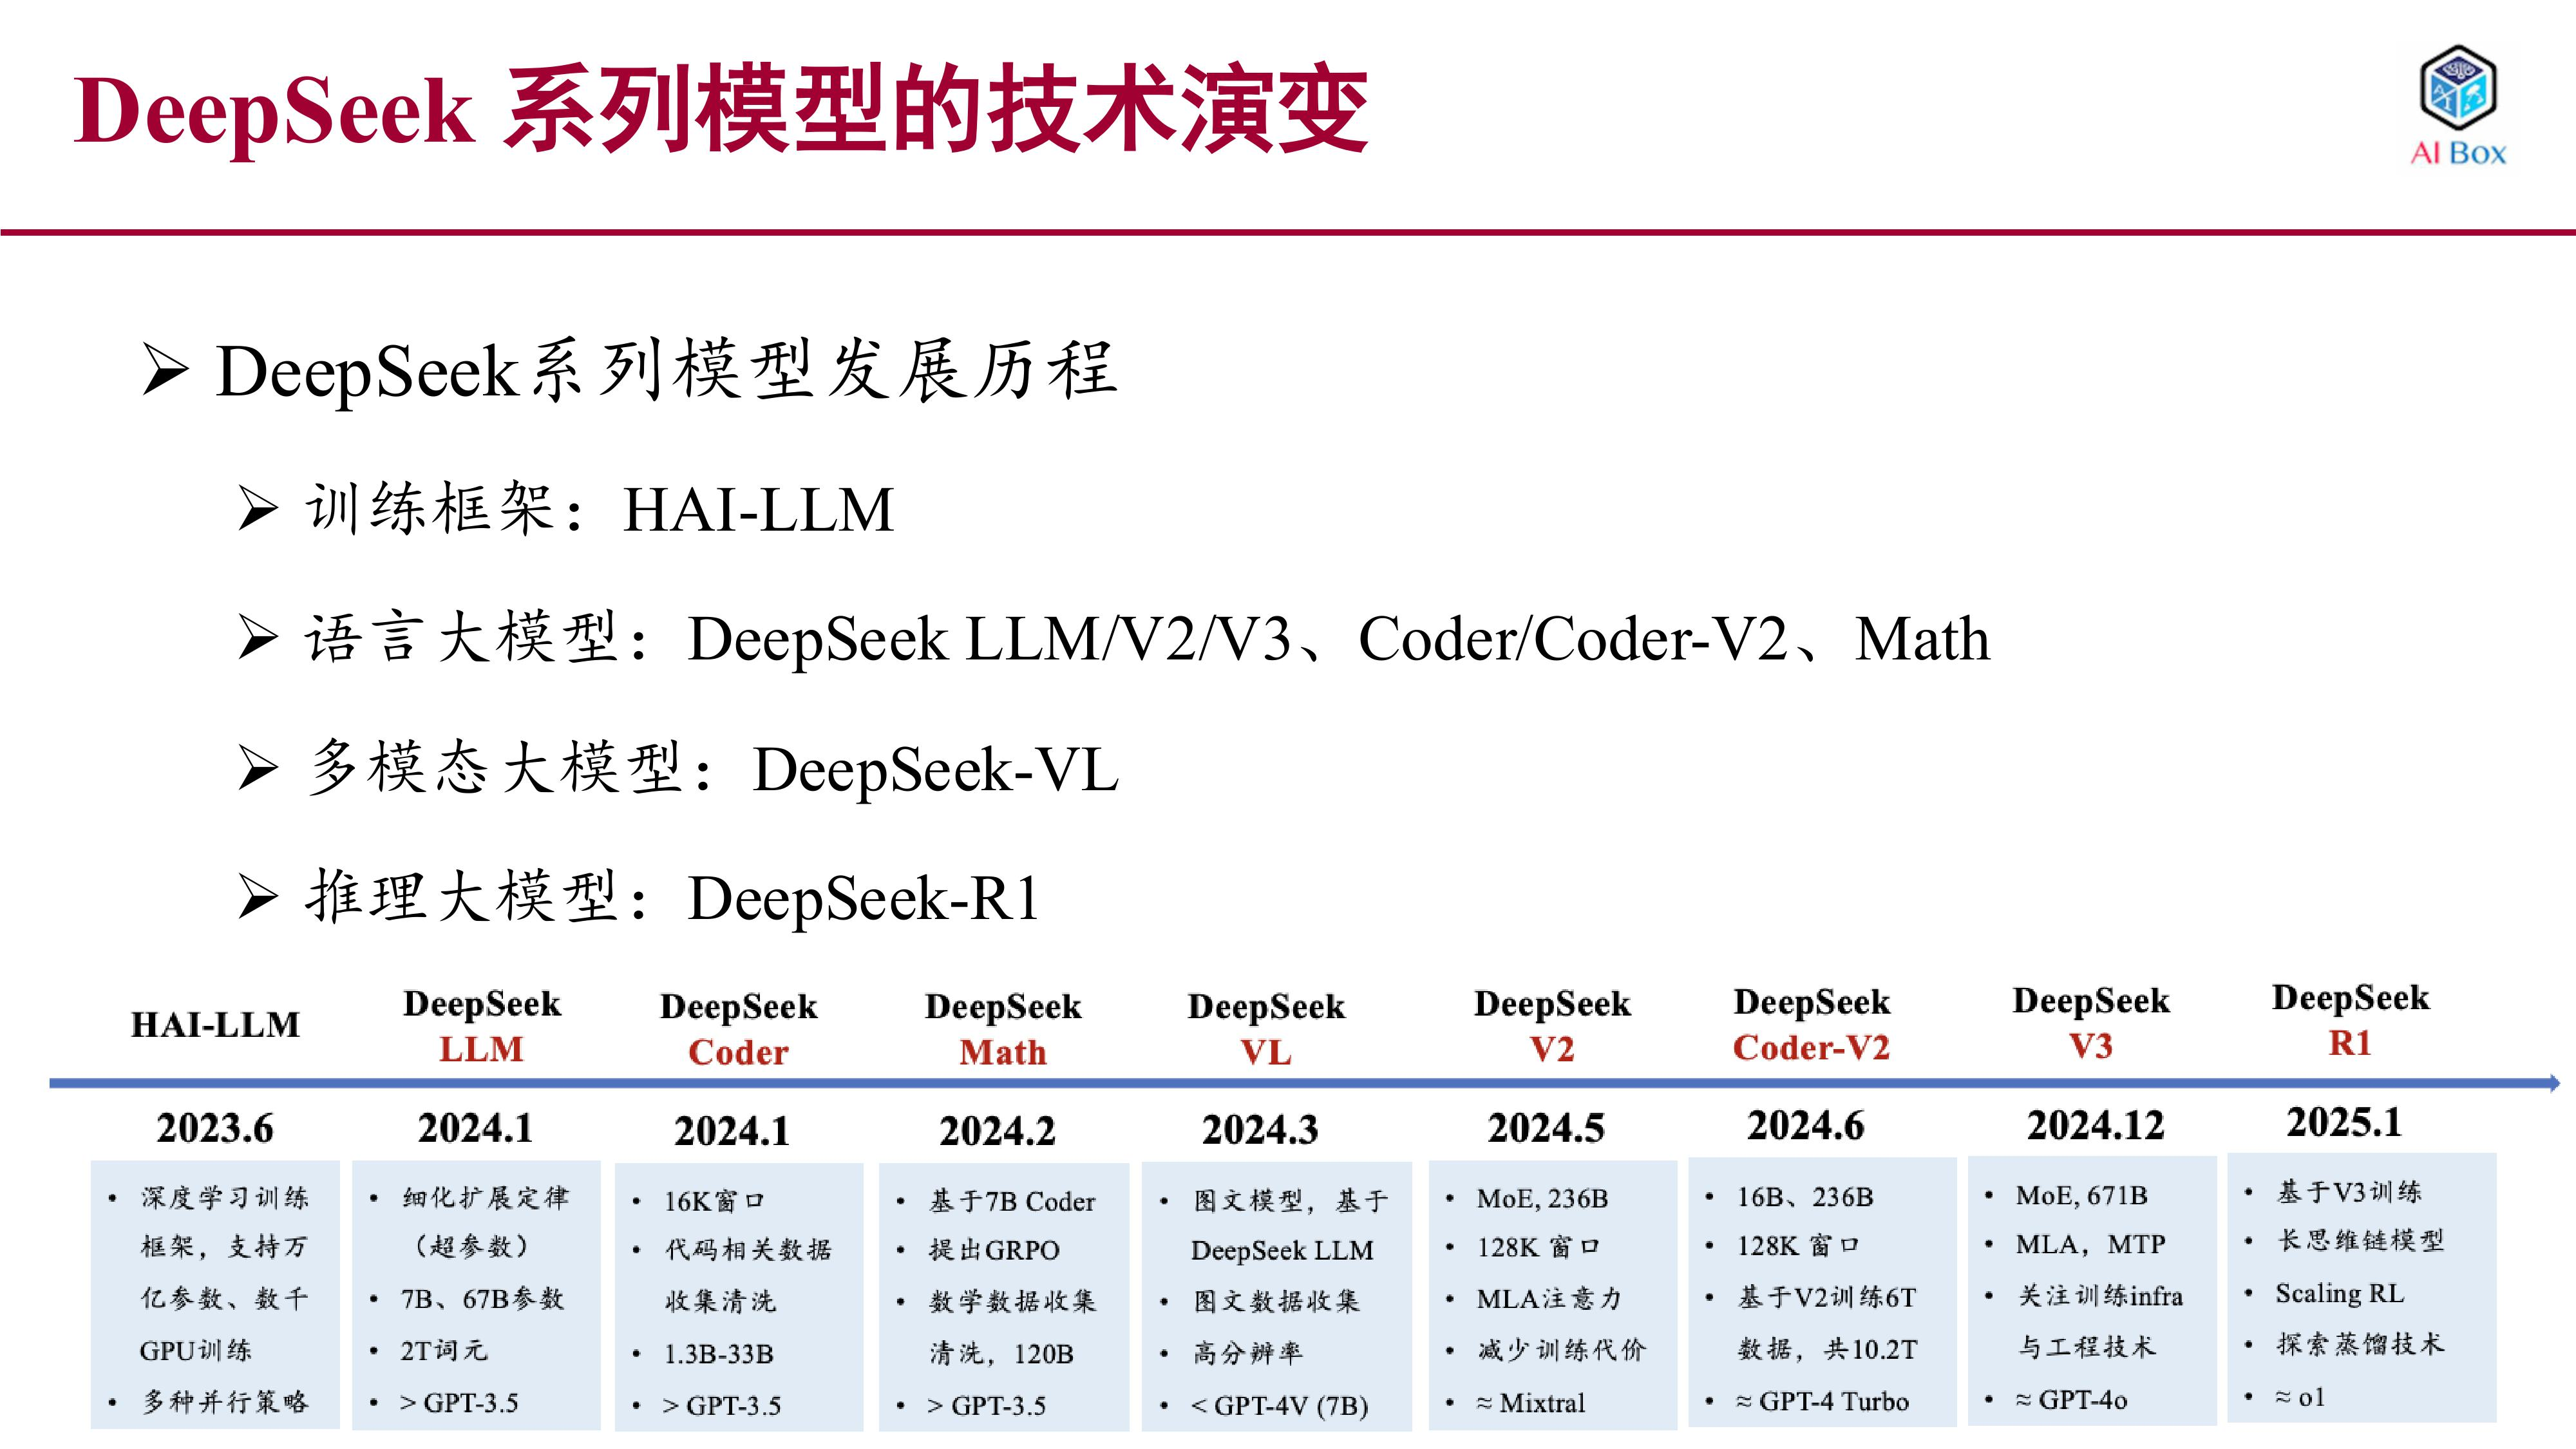 DeepSeek 系列模型的技术演变
AI Box
DeepSeek系列模型发展历程
训练框架：HAI-LLM
语言大模型：DeepSeek LLM/V2/V3、Coder/Coder-V2、Math
多模态大模型：DeepSeek-VL
推理大模型：DeepSeek-R1
HAI-LLM
2023.6
• 深度学习训练
框架，支持万
亿参数、数千
GPU训练
• 多种并行策略
DeepSeek
LLM
2024.1
• 细化扩展定律
（超参数）
• 7B、67B参数
• 2T词元
• > GPT-3.5
DeepSeek
Coder
2024.1
• 16K窗口
• 代码相关数据
收集清洗
• 1.3B-33B
• > GPT-3.5
DeepSeek
Math
2024.2
• 基于7B Coder
• 提出GRPO
• 数学数据收集
清洗，120B
• > GPT-3.5
DeepSeek
VL
2024.3
• 图文模型，基于
DeepSeek LLM
• 图文数据收集
• 高分辨率
• < GPT-4V (7B)
DeepSeek
V2
2024.5
• MoE, 236B
• 128K 窗口
• MLA注意力
• 减少训练代价
• ≈ Mixtral
DeepSeek
Coder-V2
2024.6
• 16B、236B
• 128K 窗口
• 基于V2训练6T
数据，共10.2T
• ≈ GPT-4 Turbo
DeepSeek
V3
2024.12
• MoE, 671B
• MLA，MTP
• 关注训练infra
与工程技术
• ≈ GPT-4o
DeepSeek
R1
2025.1
• 基于V3训练
• 长思维链模型
• Scaling RL
• 探索蒸馏技术
• ≈ o1